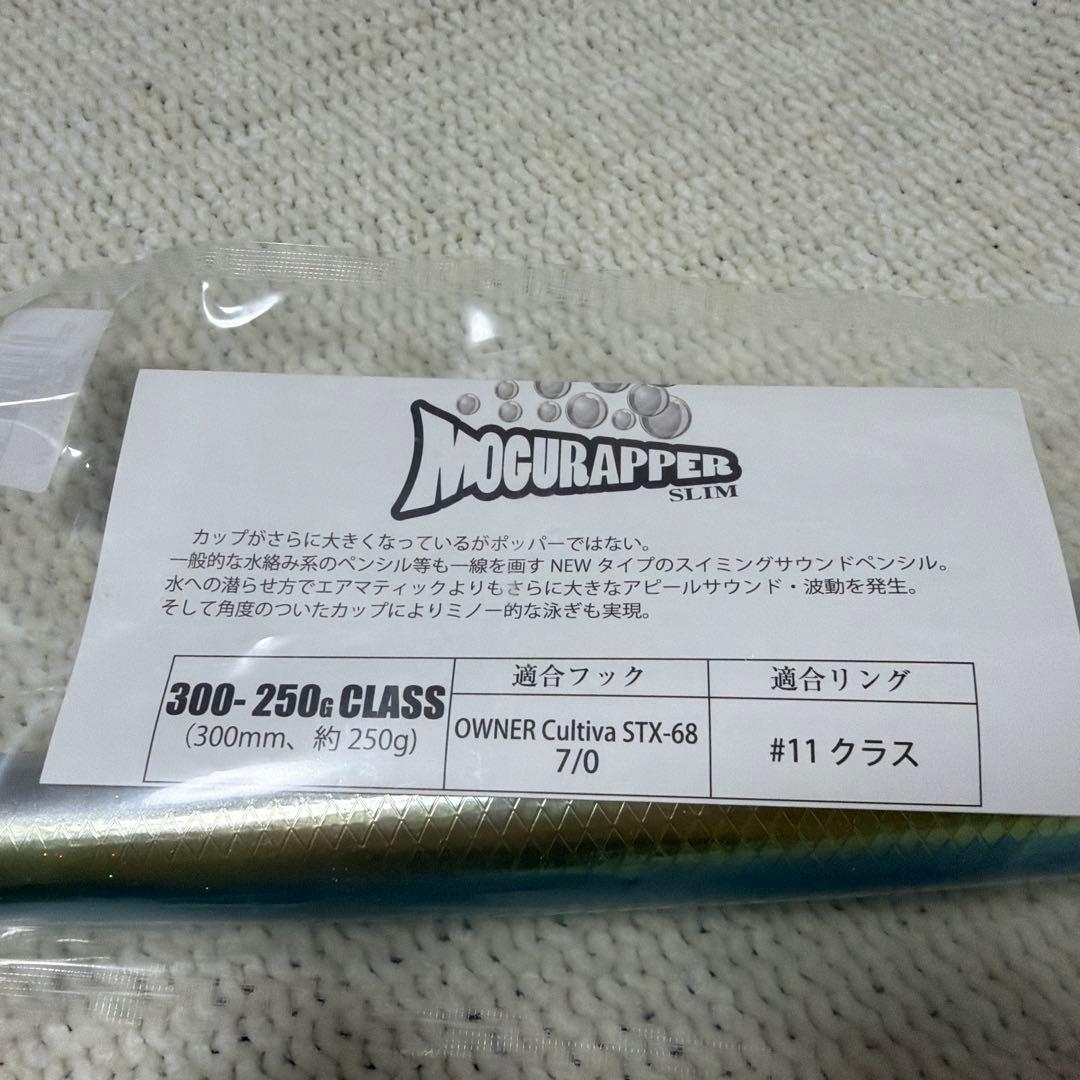 MOGURAPPER
SLIM
カップがさらに大きくなっているがポッパーではない。
一般的な水絡み系のペンシル等も一線を画す NEW タイプのスイミングサウンドペンシル。
水への潜らせ方でエアマティックよりもさらに大きなアピールサウンド・波動を発生。
そして角度のついたカップによりミノー的な泳ぎも実現。
300- 250G CLASS
(300mm、約 250g)
適合フック
OWNER Cultiva STX-68
7/0
適合リング
#11 クラス